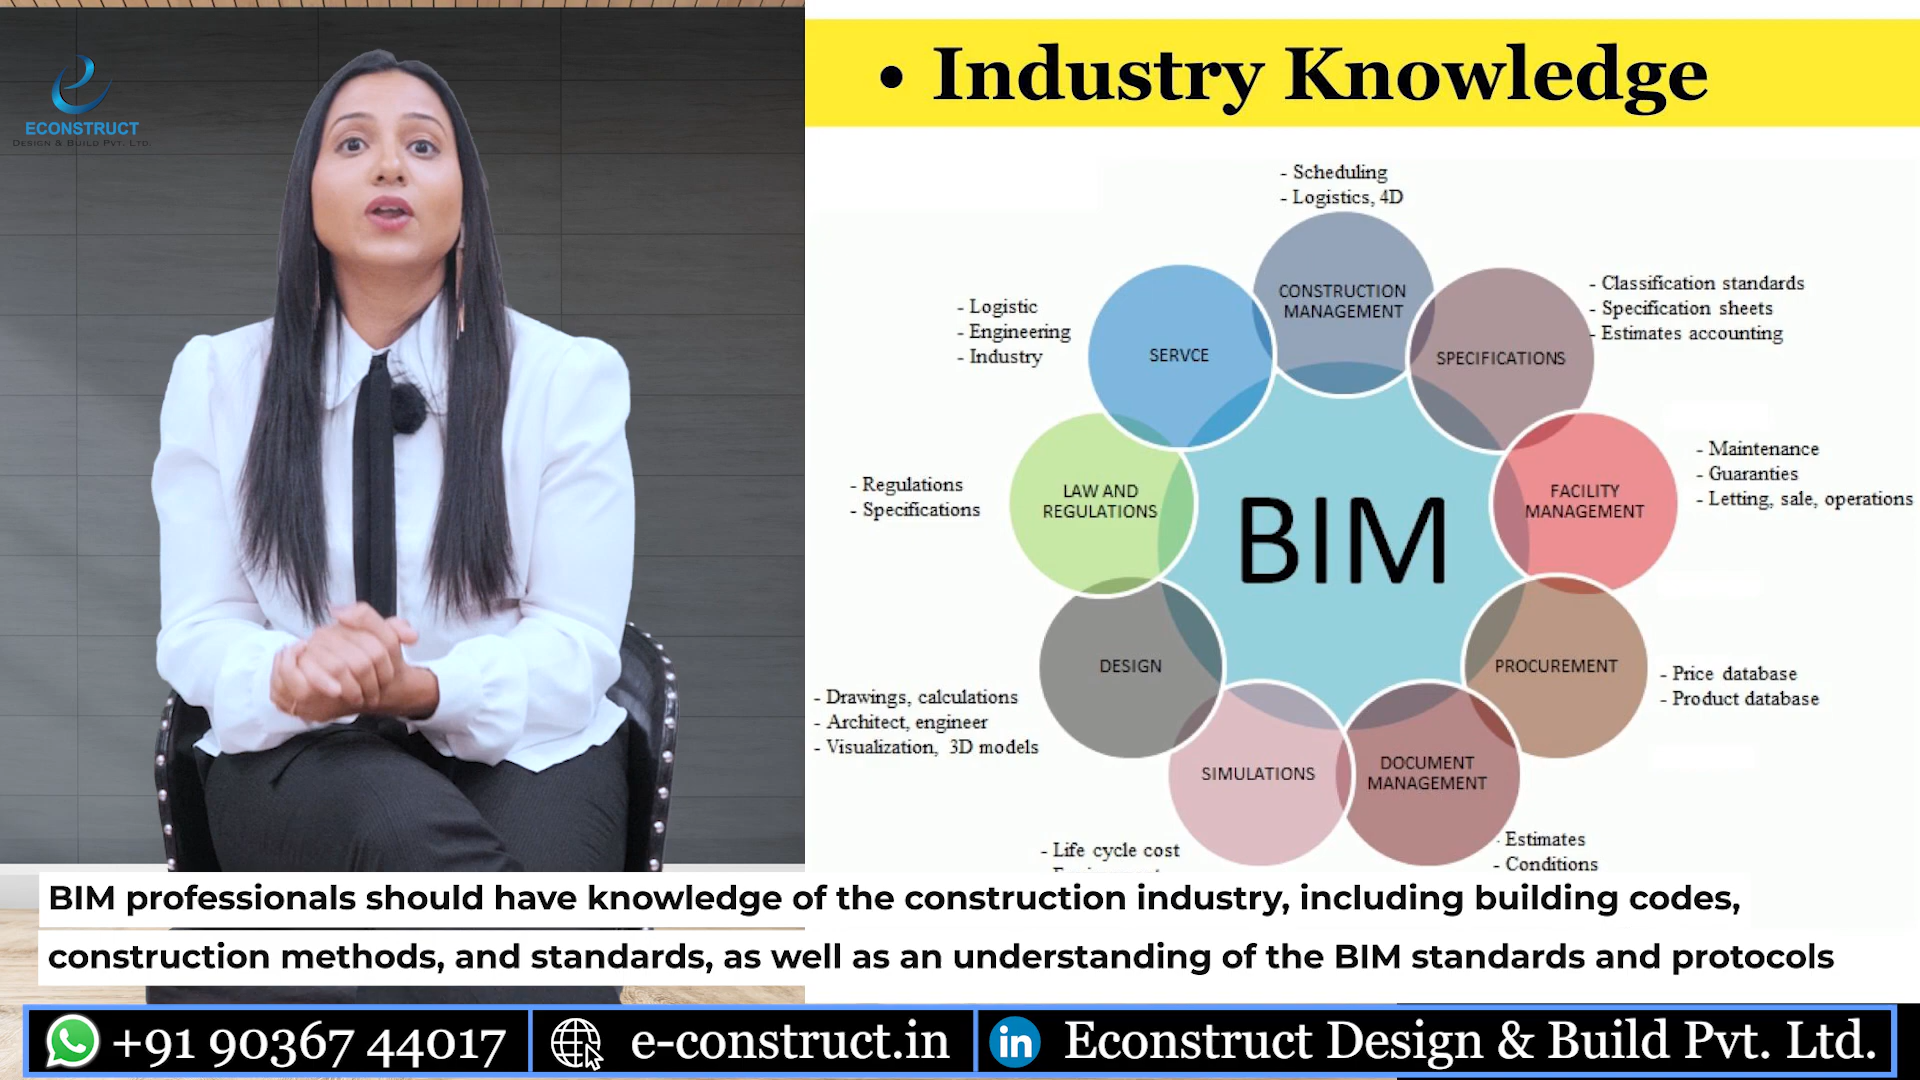 ECONSTRUCT
DESIGN & BUILD PVT. LTD.
• Industry Knowledge
- Scheduling
- Logistics, 4D
CONSTRUCTION
MANAGEMENT
- Classification standards
- Specification sheets
- Estimates accounting
SPECIFICATIONS
- Logistic
- Engineering
- Industry
SERVCE
- Regulations
- Specifications
LAW AND
REGULATIONS
BIM
FACILITY
MANAGEMENT
- Maintenance
- Guaranties
- Letting, sale, operations
DESIGN
- Drawings, calculations
- Architect, engineer
- Visualization, 3D models
PROCUREMENT
- Price database
- Product database
SIMULATIONS
- Life cycle cost
DOCUMENT
MANAGEMENT
- Estimates
- Conditions
BIM professionals should have knowledge of the construction industry, including building codes,
construction methods, and standards, as well as an understanding of the BIM standards and protocols
+91 90367 44017
e-construct.in
in Econstruct Design & Build Pvt. Ltd.